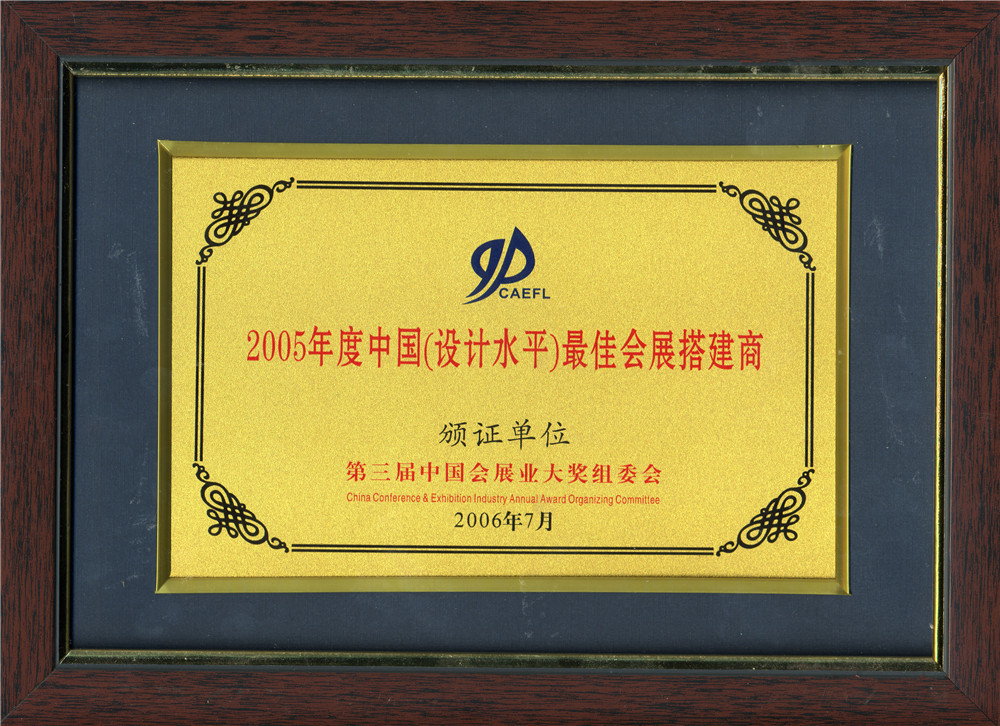 CAEFL
2005年度中国(设计水平)最佳会展搭建商
颁证单位
第三届中国会展业大奖组委会
China Conference & Exhibition Industry Annual Award Organizing Committee
2006年7月